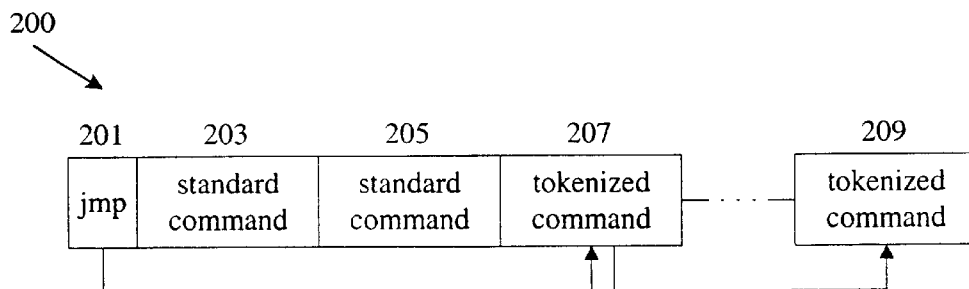 200
201 203 205 207 209
jmp standard command standard command tokenized command - · · · - tokenized command